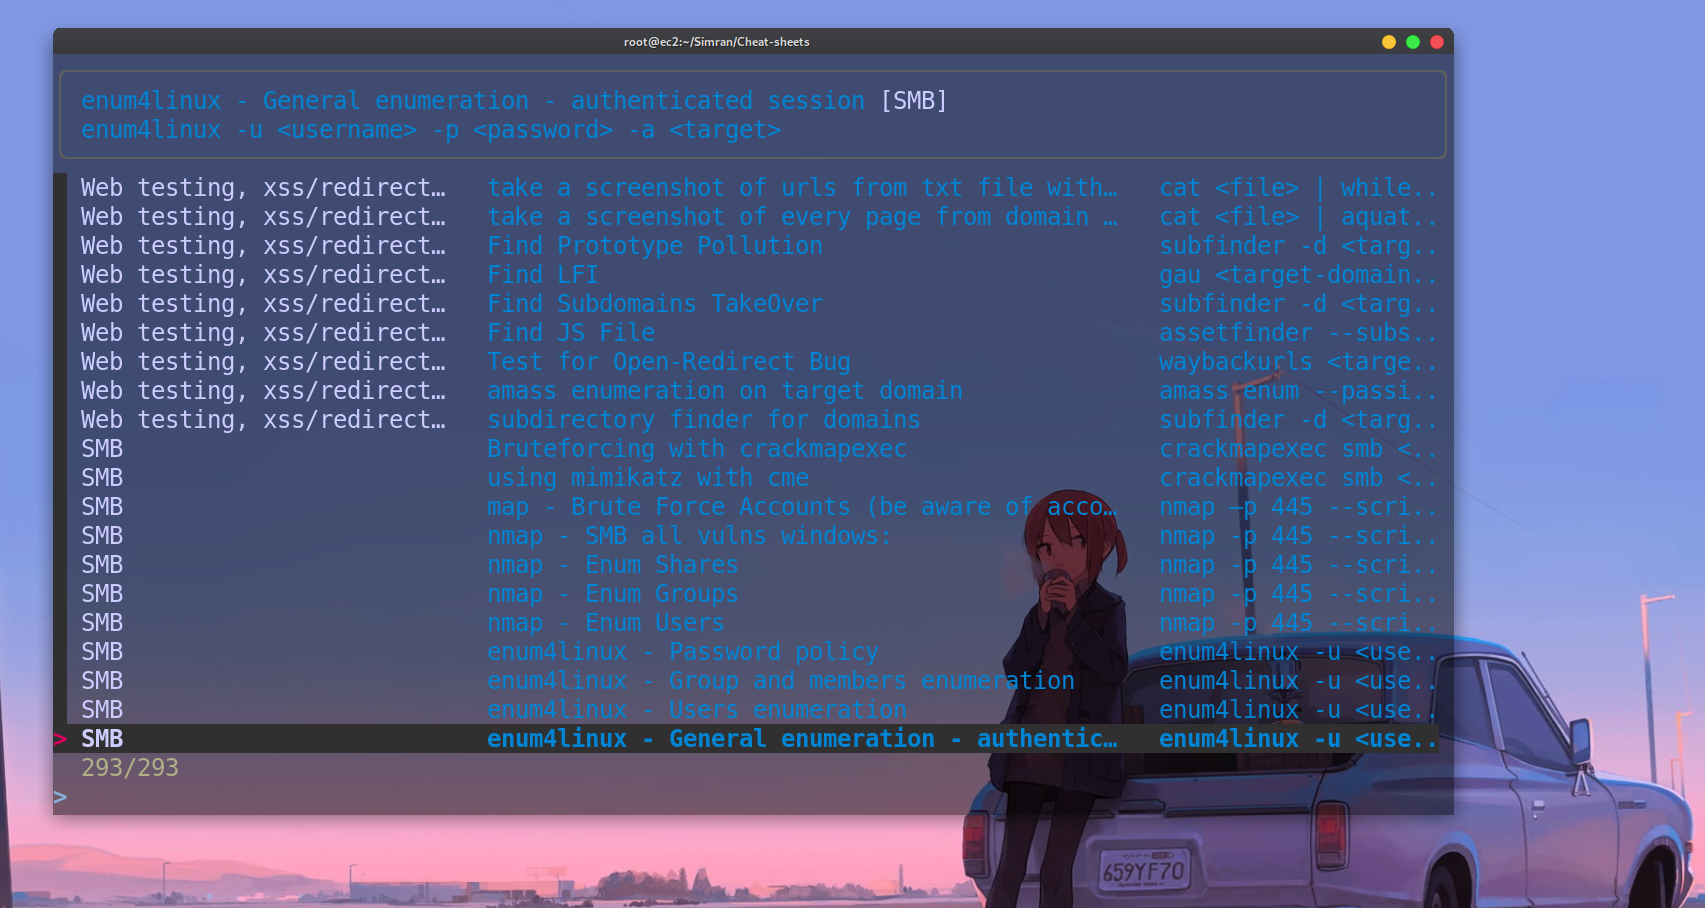 root@ec2:~/Simran/Cheat-sheets
enum4linux - General enumeration - authenticated session [SMB]
enum4linux -u <username> -p <password> -a <target>
Web testing, xss/redirect… take a screenshot of urls from txt file with… cat <file> | while..
Web testing, xss/redirect… take a screenshot of every page from domain … cat <file> | aquat..
Web testing, xss/redirect… Find Prototype Pollution subfinder -d <targ..
Web testing, xss/redirect… Find LFI gau <target-domain..
Web testing, xss/redirect… Find Subdomains TakeOver subfinder -d <targ..
Web testing, xss/redirect… Find JS File assetfinder --subs..
Web testing, xss/redirect… Test for Open-Redirect Bug waybackurls <targe..
Web testing, xss/redirect… amass enumeration on target domain amass enum --passi..
Web testing, xss/redirect… subdirectory finder for domains subfinder -d <targ..
SMB Bruteforcing with crackmapexec crackmapexec smb <..
SMB using mimikatz with cme crackmapexec smb <..
SMB map - Brute Force Accounts (be aware of acco… nmap –p 445 --scri..
SMB nmap - SMB all vulns windows: nmap -p 445 --scri..
SMB nmap - Enum Shares nmap -p 445 --scri..
SMB nmap - Enum Groups nmap -p 445 --scri..
SMB nmap - Enum Users nmap -p 445 --scri..
SMB enum4linux - Password policy enum4linux -u <use..
SMB enum4linux - Group and members enumeration enum4linux -u <use..
SMB enum4linux - Users enumeration enum4linux -u <use..
> SMB enum4linux - General enumeration - authentic… enum4linux -u <use..
293/293
>
659YF70